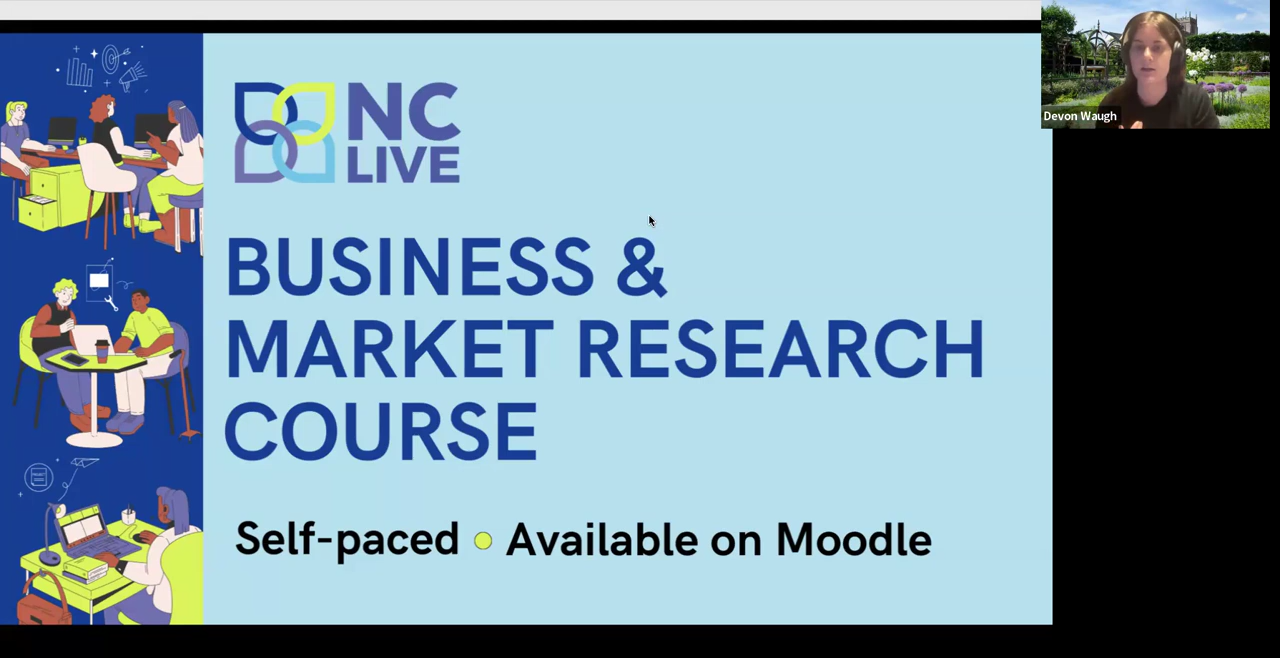 NC
LIVE
BUSINESS &
MARKET RESEARCH
COURSE
Self-paced • Available on Moodle
Devon Waugh